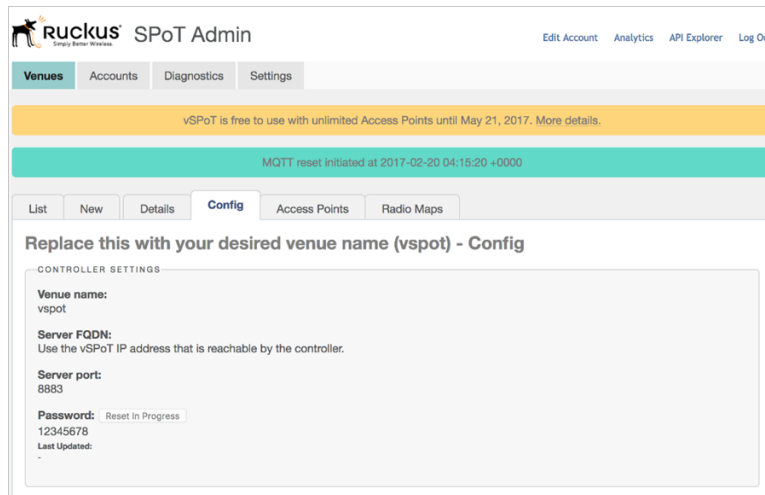 Ruckus SPoT Admin
Simply Better Wireless.
Edit Account Analytics API Explorer Log
Venues Accounts Diagnostics Settings
vSPoT is free to use with unlimited Access Points until May 21, 2017. More details.
MQTT reset initiated at 2017-02-20 04:15:20 +0000
List New Details Config Access Points Radio Maps
Replace this with your desired venue name (vspot) - Config
CONTROLLER SETTINGS
Venue name:
vspot
Server FQDN:
Use the vSPoT IP address that is reachable by the controller.
Server port:
8883
Password: Reset In Progress
12345678
Last Updated:
-